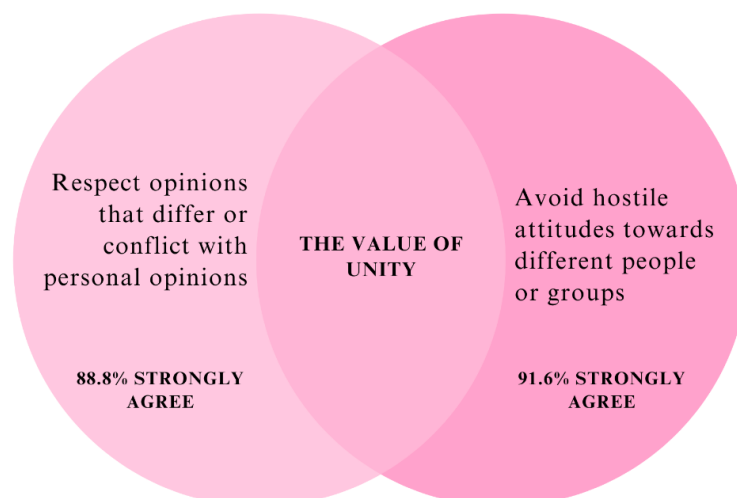 Respect opinions
that differ or
conflict with
personal opinions
88.8% STRONGLY
AGREE
THE VALUE OF
UNITY
Avoid hostile
attitudes towards
different people
or groups
91.6% STRONGLY
AGREE